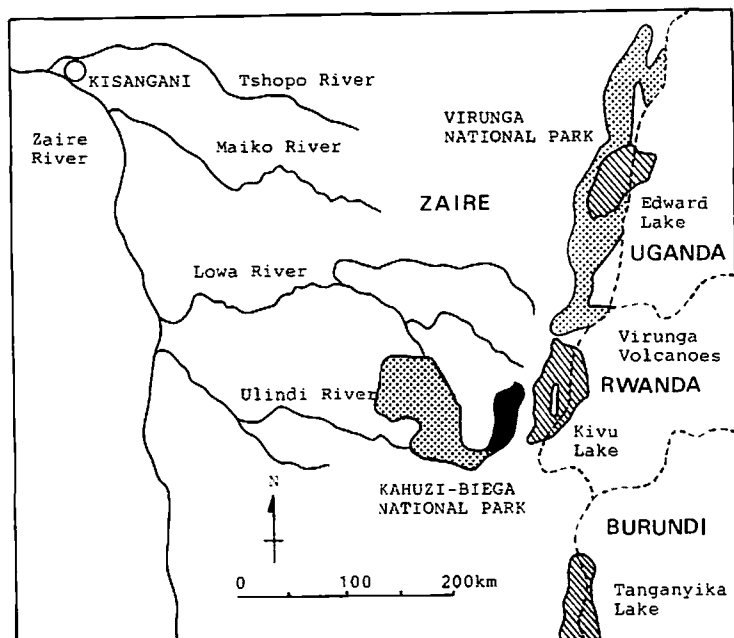 KISANGANI
Tshopo River
VIRUNGA
NATIONAL PARK
Zaire
River
Maiko River
ZAIRE
Edward
Lake
UGANDA
Lowa River
Virunga
Volcanoes
RWANDA
Ulindi River
Kivu
Lake
KAHUZI-BIEGA
NATIONAL PARK
N
BURUNDI
0 100 200km
Tanganyika
Lake